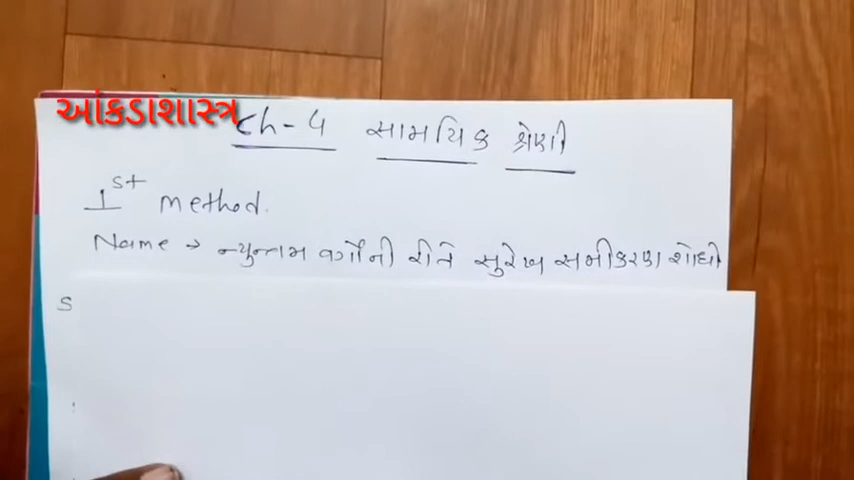 આંકડાશાસ્ત્ર
Ch-4 સામયિક શ્રેણી
1st method.
Name → ન્યુનતમ વર્ગોની રીતે સુરેખ સમીકરણ શોધો
S